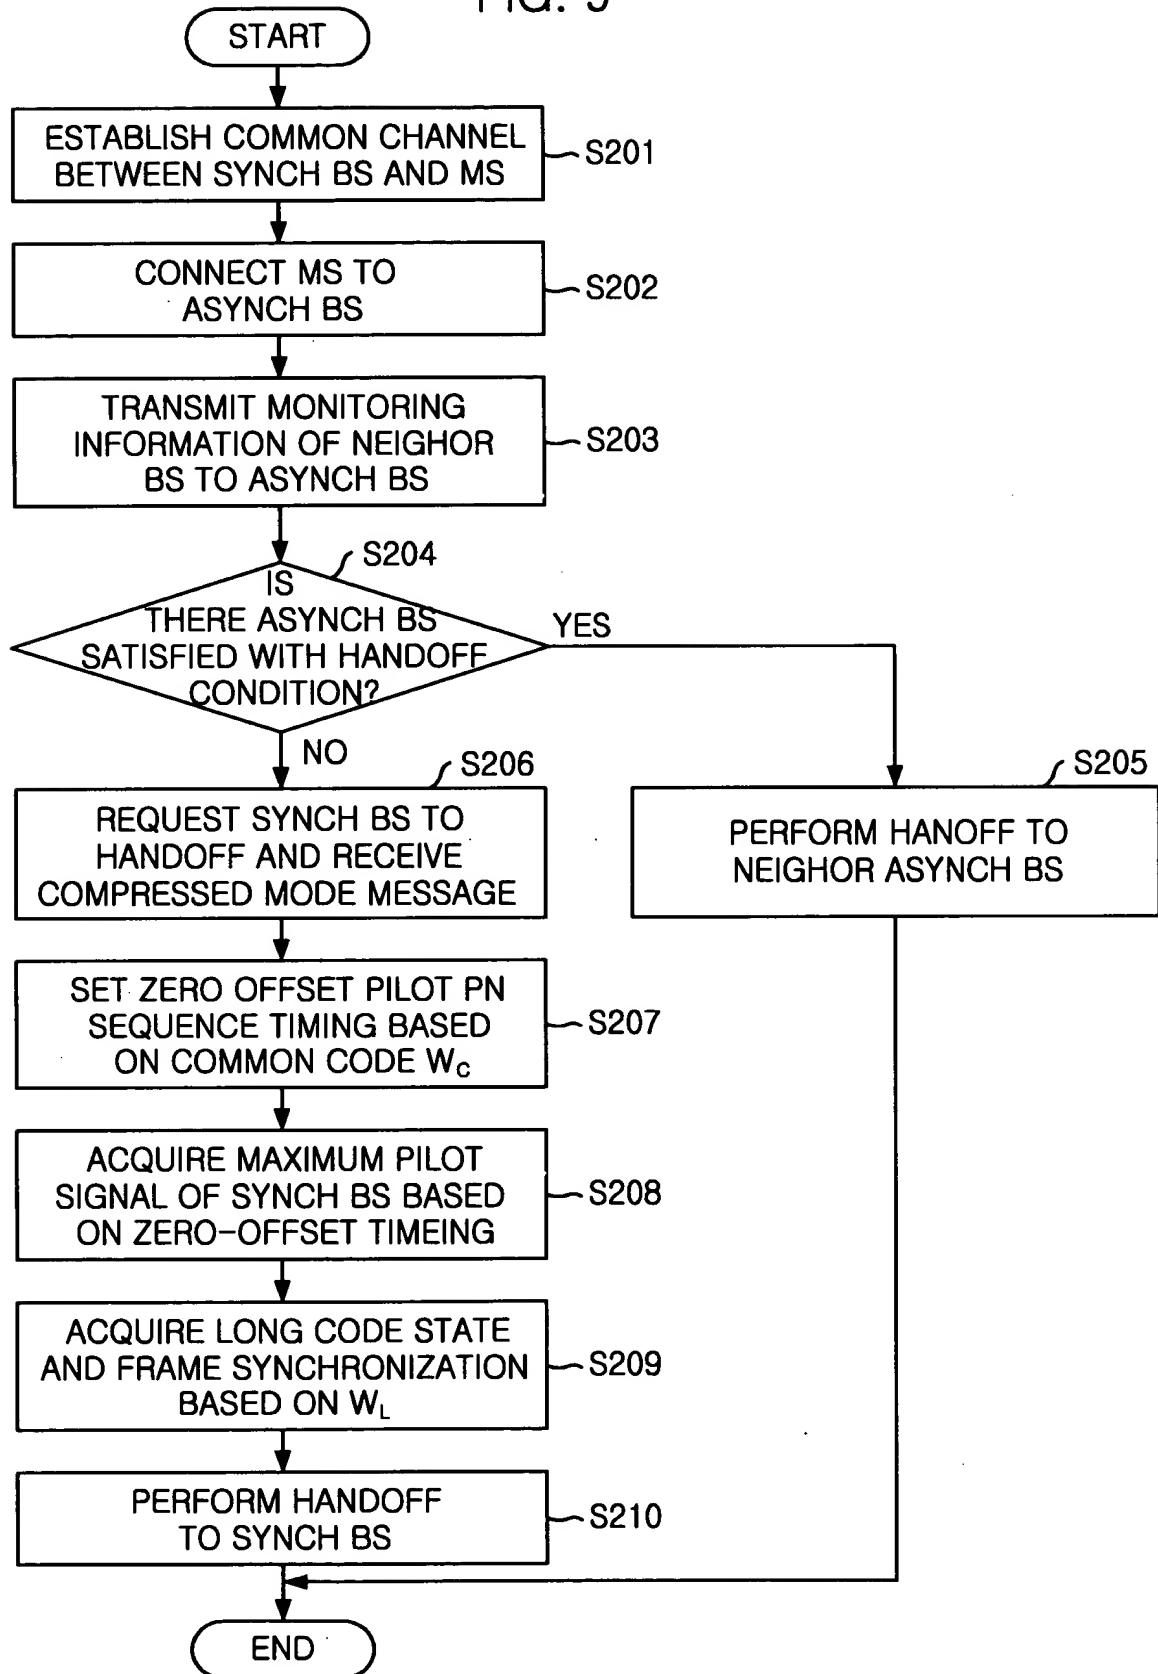 START
ESTABLISH COMMON CHANNEL
BETWEEN SYNCH BS AND MS
S201
CONNECT MS TO
ASYNCH BS
S202
TRANSMIT MONITORING
INFORMATION OF NEIGHOR
BS TO ASYNCH BS
S203
S204
IS
THERE ASYNCH BS
SATISFIED WITH HANDOFF
CONDITION?
YES
NO
S206
REQUEST SYNCH BS TO
HANDOFF AND RECEIVE
COMPRESSED MODE MESSAGE
S205
PERFORM HANOFF TO
NEIGHOR ASYNCH BS
SET ZERO OFFSET PILOT PN
SEQUENCE TIMING BASED
ON COMMON CODE WC
S207
ACQUIRE MAXIMUM PILOT
SIGNAL OF SYNCH BS BASED
ON ZERO-OFFSET TIMEING
S208
ACQUIRE LONG CODE STATE
AND FRAME SYNCHRONIZATION
BASED ON WL
S209
PERFORM HANDOFF
TO SYNCH BS
S210
END